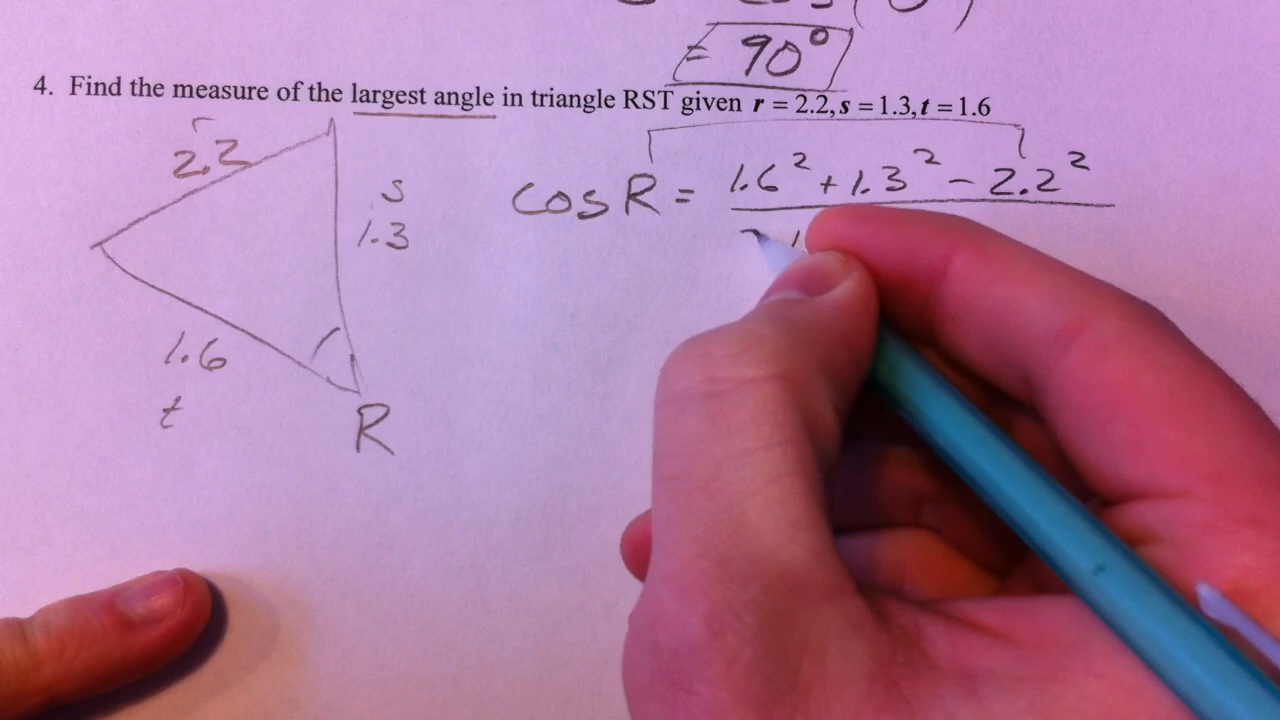 = 90°
4. Find the measure of the largest angle in triangle RST given r = 2.2, s = 1.3, t = 1.6
r
2.2
s
1.3
1.6
t
R
cos R = 1.6² + 1.3² − 2.2²